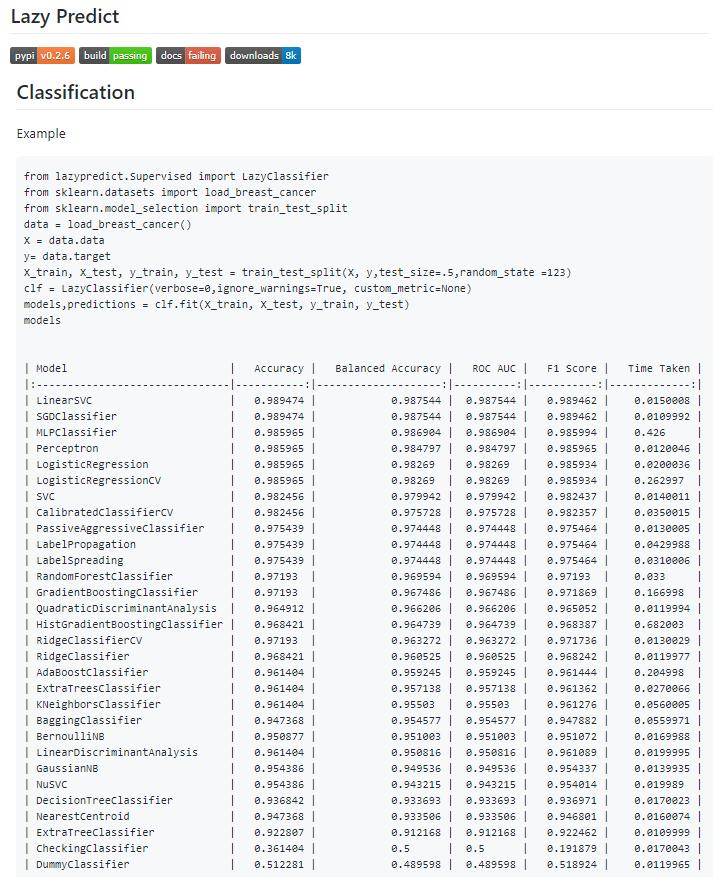 Lazy Predict
pypi v0.2.6 build passing docs failing downloads 8k
Classification
Example
from lazypredict.Supervised import LazyClassifier
from sklearn.datasets import load_breast_cancer
from sklearn.model_selection import train_test_split
data = load_breast_cancer()
X = data.data
y= data.target
X_train, X_test, y_train, y_test = train_test_split(X, y,test_size=.5,random_state =123)
clf = LazyClassifier(verbose=0,ignore_warnings=True, custom_metric=None)
models,predictions = clf.fit(X_train, X_test, y_train, y_test)
models
| Model                          |   Accuracy |   Balanced Accuracy |   ROC AUC |   F1 Score |   Time Taken |
|:-------------------------------|-----------:|--------------------:|----------:|-----------:|-------------:|
| LinearSVC                      |   0.989474 |            0.987544 |  0.987544 |   0.989462 |    0.0150008 |
| SGDClassifier                  |   0.989474 |            0.987544 |  0.987544 |   0.989462 |    0.0109992 |
| MLPClassifier                  |   0.985965 |            0.986904 |  0.986904 |   0.985994 |    0.426     |
| Perceptron                     |   0.985965 |            0.984797 |  0.984797 |   0.985965 |    0.0120046 |
| LogisticRegression             |   0.985965 |            0.98269  |  0.98269  |   0.985934 |    0.0200036 |
| LogisticRegressionCV           |   0.985965 |            0.98269  |  0.98269  |   0.985934 |    0.262997  |
| SVC                            |   0.982456 |            0.979942 |  0.979942 |   0.982437 |    0.0140011 |
| CalibratedClassifierCV         |   0.982456 |            0.975728 |  0.975728 |   0.982357 |    0.0350015 |
| PassiveAggressiveClassifier    |   0.975439 |            0.974448 |  0.974448 |   0.975464 |    0.0130005 |
| LabelPropagation               |   0.975439 |            0.974448 |  0.974448 |   0.975464 |    0.0429988 |
| LabelSpreading                 |   0.975439 |            0.974448 |  0.974448 |   0.975464 |    0.0310006 |
| RandomForestClassifier         |   0.97193  |            0.969594 |  0.969594 |   0.97193  |    0.033     |
| GradientBoostingClassifier     |   0.97193  |            0.967486 |  0.967486 |   0.971869 |    0.166998  |
| QuadraticDiscriminantAnalysis  |   0.964912 |            0.966206 |  0.966206 |   0.965052 |    0.0119994 |
| HistGradientBoostingClassifier |   0.968421 |            0.964739 |  0.964739 |   0.968387 |    0.682003  |
| RidgeClassifierCV              |   0.97193  |            0.963272 |  0.963272 |   0.971736 |    0.0130029 |
| RidgeClassifier                |   0.968421 |            0.960525 |  0.960525 |   0.968242 |    0.0119977 |
| AdaBoostClassifier             |   0.961404 |            0.959245 |  0.959245 |   0.961444 |    0.204998  |
| ExtraTreesClassifier           |   0.961404 |            0.957138 |  0.957138 |   0.961362 |    0.0270066 |
| KNeighborsClassifier           |   0.961404 |            0.95503  |  0.95503  |   0.961276 |    0.0560005 |
| BaggingClassifier              |   0.947368 |            0.954577 |  0.954577 |   0.947882 |    0.0559971 |
| BernoulliNB                    |   0.950877 |            0.951003 |  0.951003 |   0.951072 |    0.0169988 |
| LinearDiscriminantAnalysis     |   0.961404 |            0.950816 |  0.950816 |   0.961089 |    0.0199995 |
| GaussianNB                     |   0.954386 |            0.949536 |  0.949536 |   0.954337 |    0.0139935 |
| NuSVC                          |   0.954386 |            0.943215 |  0.943215 |   0.954014 |    0.019989  |
| DecisionTreeClassifier         |   0.936842 |            0.933693 |  0.933693 |   0.936971 |    0.0170023 |
| NearestCentroid                |   0.947368 |            0.933506 |  0.933506 |   0.946801 |    0.0160074 |
| ExtraTreeClassifier            |   0.922807 |            0.912168 |  0.912168 |   0.922462 |    0.0109999 |
| CheckingClassifier             |   0.361404 |            0.5      |  0.5      |   0.191879 |    0.0170043 |
| DummyClassifier                |   0.512281 |            0.489598 |  0.489598 |   0.518924 |    0.0119965 |